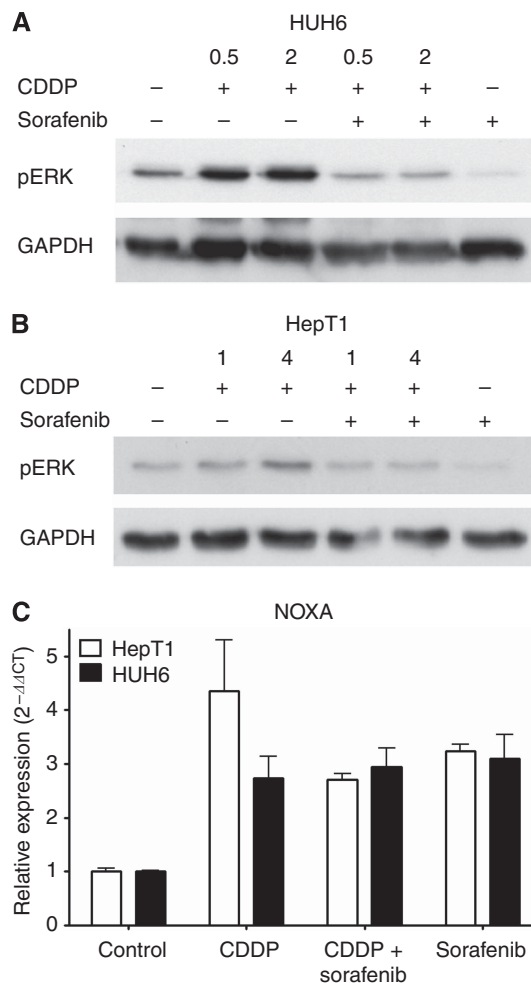 A
HUH6
0.5 2 0.5 2
CDDP – + + + + –
Sorafenib – – – + + +
pERK
GAPDH
B
HepT1
1 4 1 4
CDDP – + + + + –
Sorafenib – – – + + +
pERK
GAPDH
C
NOXA
Relative expression (2⁻ᐃᐃCT)
5
4
3
2
1
0
HepT1
HUH6
Control CDDP CDDP + sorafenib Sorafenib